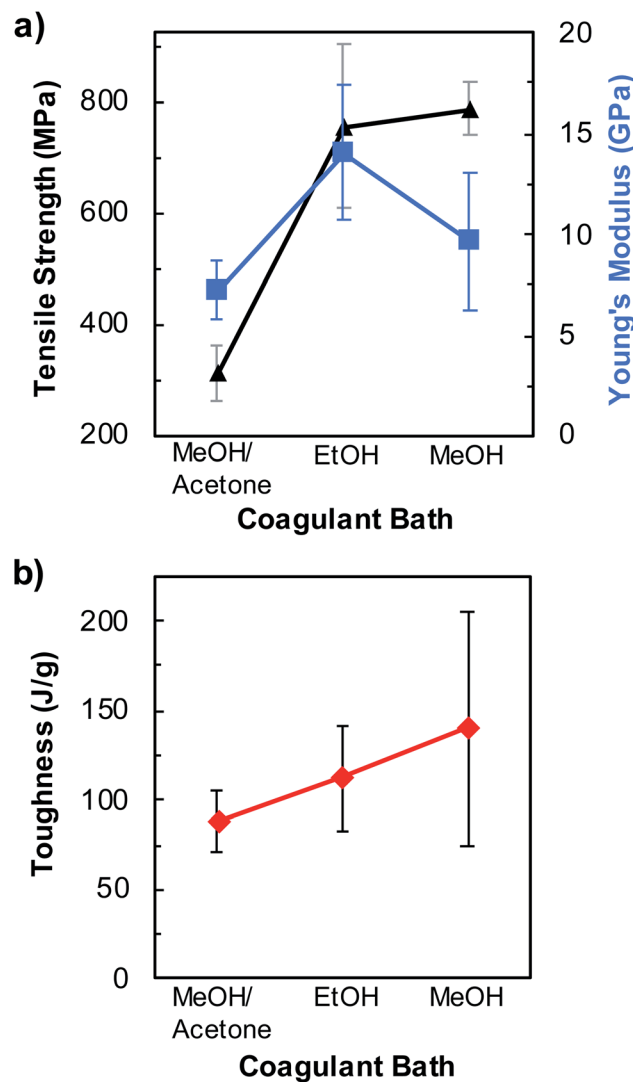 a)
Tensile Strength (MPa)
800
600
400
200
20
15
10
5
0
Young's Modulus (GPa)
MeOH/
Acetone
EtOH
MeOH
Coagulant Bath
b)
Toughness (J/g)
200
150
100
50
0
MeOH/
Acetone
EtOH
MeOH
Coagulant Bath